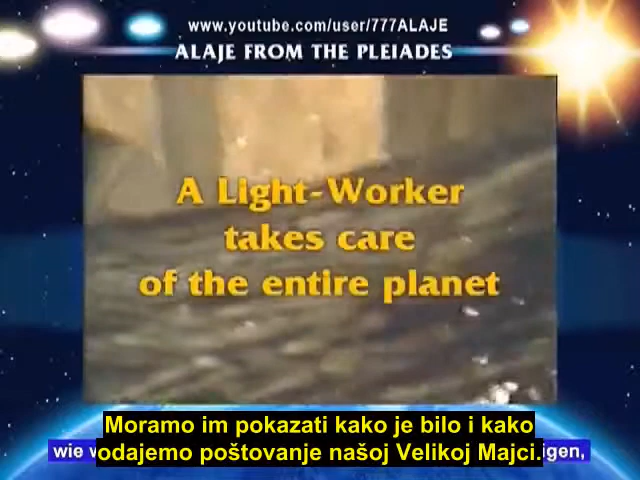 www.youtube.com/user/777ALAJE
ALAJE FROM THE PLEIADES
A Light-Worker
takes care
of the entire planet
Moramo im pokazati kako je bilo i kako
odajemo poštovanje našoj Velikoj Majci.
wie